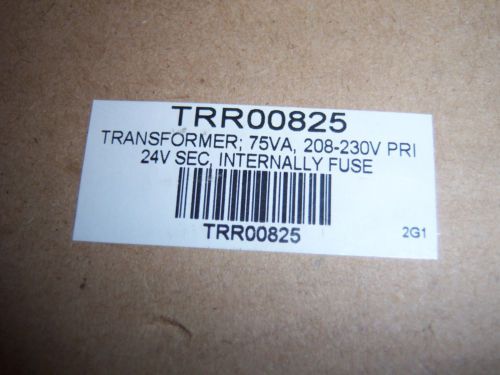 TRR00825
TRANSFORMER; 75VA, 208-230V PRI
24V SEC, INTERNALLY FUSE
TRR00825
2G1